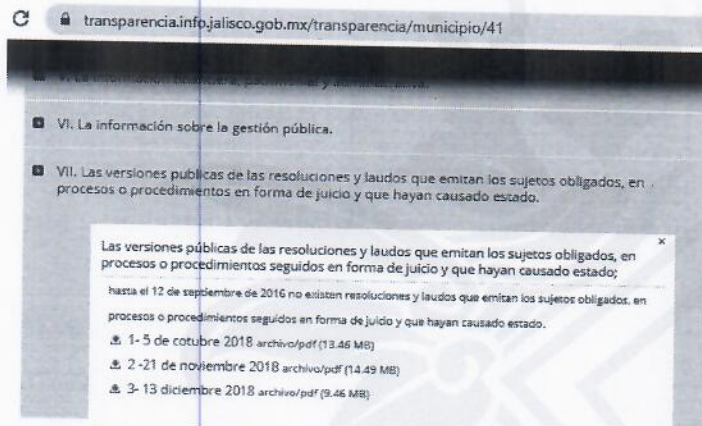 transparencia.info.jalisco.gob.mx/transparencia/municipio/41
VI. La información sobre la gestión pública.
VII. Las versiones publicas de las resoluciones y laudos que emitan los sujetos obligados, en
procesos o procedimientos en forma de juicio y que hayan causado estado.
Las versiones públicas de las resoluciones y laudos que emitan los sujetos obligados, en
procesos o procedimientos seguidos en forma de juicio y que hayan causado estado;
hasta el 12 de septiembre de 2016 no existen resoluciones y laudos que emitan los sujetos obligados, en
procesos o procedimientos seguidos en forma de juicio y que hayan causado estado.
1- 5 de cotubre 2018 archivo/pdf (13.46 MB)
2 -21 de noviembre 2018 archivo/pdf (14.49 MB)
3- 13 diciembre 2018 archivo/pdf (9.46 MB)